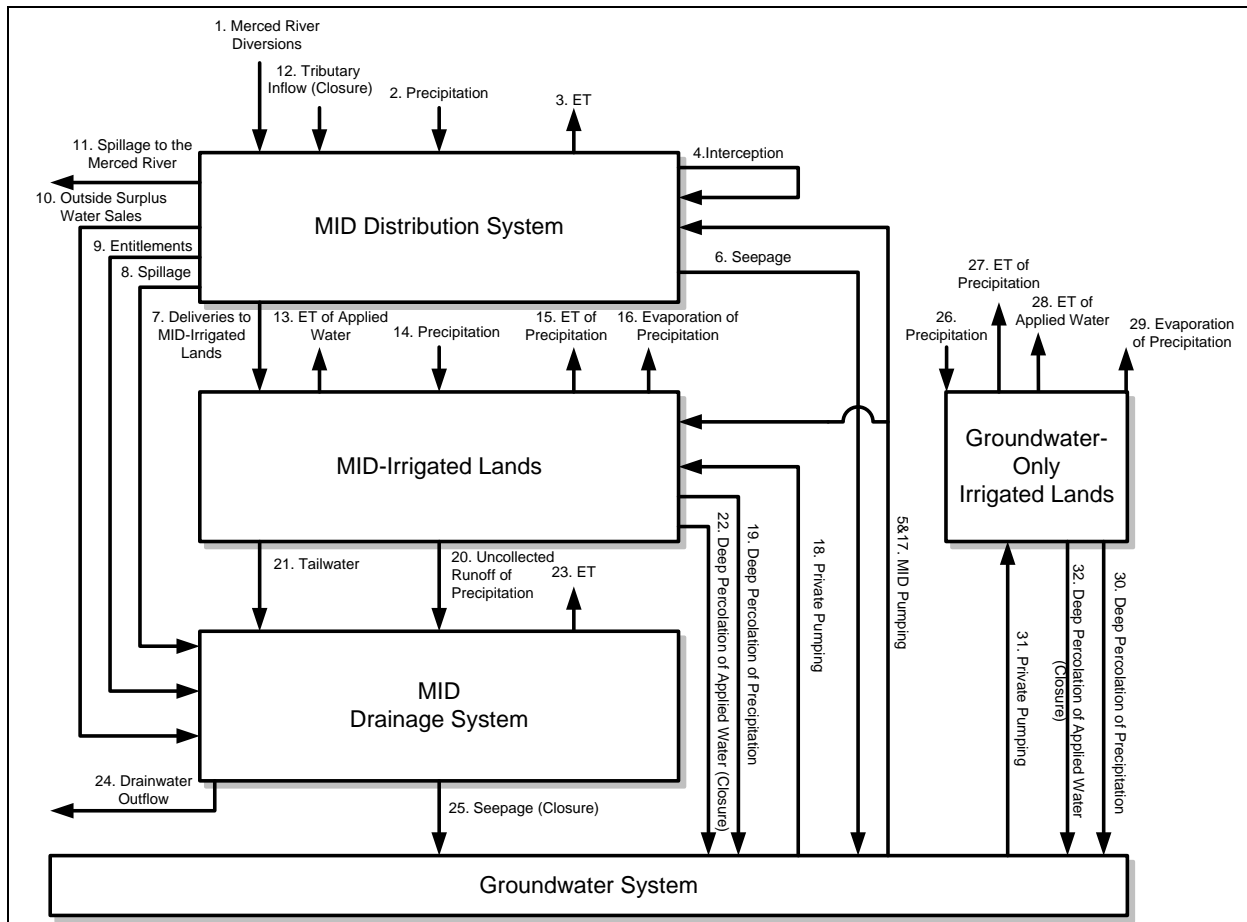 1. Merced River
Diversions
12. Tributary
Inflow (Closure)
2. Precipitation
3. ET
11. Spillage to the
Merced River
4.Interception
10. Outside Surplus
Water Sales
MID Distribution System
9. Entitlements
8. Spillage
6. Seepage
7. Deliveries to
MID-Irrigated
Lands
13. ET of Applied
Water
14. Precipitation
15. ET of
Precipitation
16. Evaporation of
Precipitation
26.
Precipitation
27. ET of
Precipitation
28. ET of
Applied Water
29. Evaporation
of Precipitation
MID-Irrigated Lands
Groundwater-
Only
Irrigated Lands
21. Tailwater
20. Uncollected
Runoff of
Precipitation
23. ET
22. Deep Percolation of Applied Water (Closure)
19. Deep Percolation of Precipitation
18. Private Pumping
5&17. MID Pumping
31. Private Pumping
32. Deep Percolation of Applied Water
(Closure)
30. Deep Percolation of Precipitation
MID
Drainage System
24. Drainwater
Outflow
25. Seepage (Closure)
Groundwater System